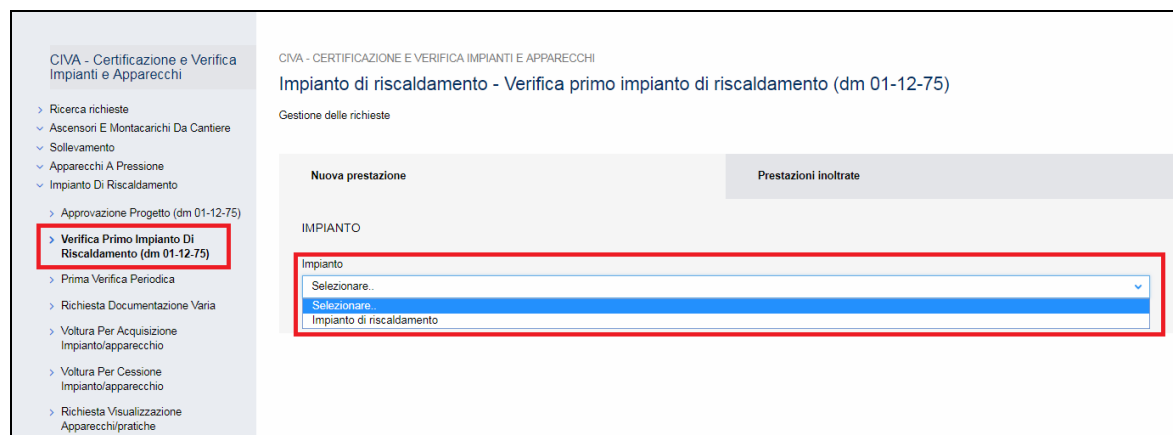 CIVA - Certificazione e Verifica
Impianti e Apparecchi
Ricerca richieste
Ascensori E Montacarichi Da Cantiere
Sollevamento
Apparecchi A Pressione
Impianto Di Riscaldamento
Approvazione Progetto (dm 01-12-75)
Verifica Primo Impianto Di
Riscaldamento (dm 01-12-75)
Prima Verifica Periodica
Richiesta Documentazione Varia
Voltura Per Acquisizione
Impianto/apparecchio
Voltura Per Cessione
Impianto/apparecchio
Richiesta Visualizzazione
Apparecchi/pratiche
CIVA - CERTIFICAZIONE E VERIFICA IMPIANTI E APPARECCHI
Impianto di riscaldamento - Verifica primo impianto di riscaldamento (dm 01-12-75)
Gestione delle richieste
Nuova prestazione
Prestazioni inoltrate
IMPIANTO
Impianto
Selezionare..
Selezionare..
Impianto di riscaldamento